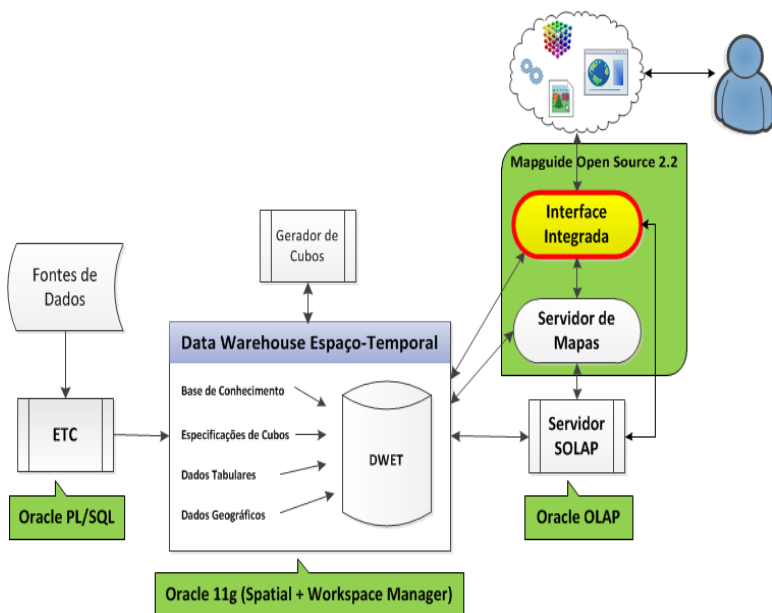 Mapguide Open Source 2.2
Interface
Integrada
Gerador de
Cubos
Fontes de
Dados
Servidor de
Mapas
Data Warehouse Espaço-Temporal
Base de Conhecimento
Especificações de Cubos
Dados Tabulares
Dados Geográficos
DWET
ETC
Servidor
SOLAP
Oracle PL/SQL
Oracle OLAP
Oracle 11g (Spatial + Workspace Manager)